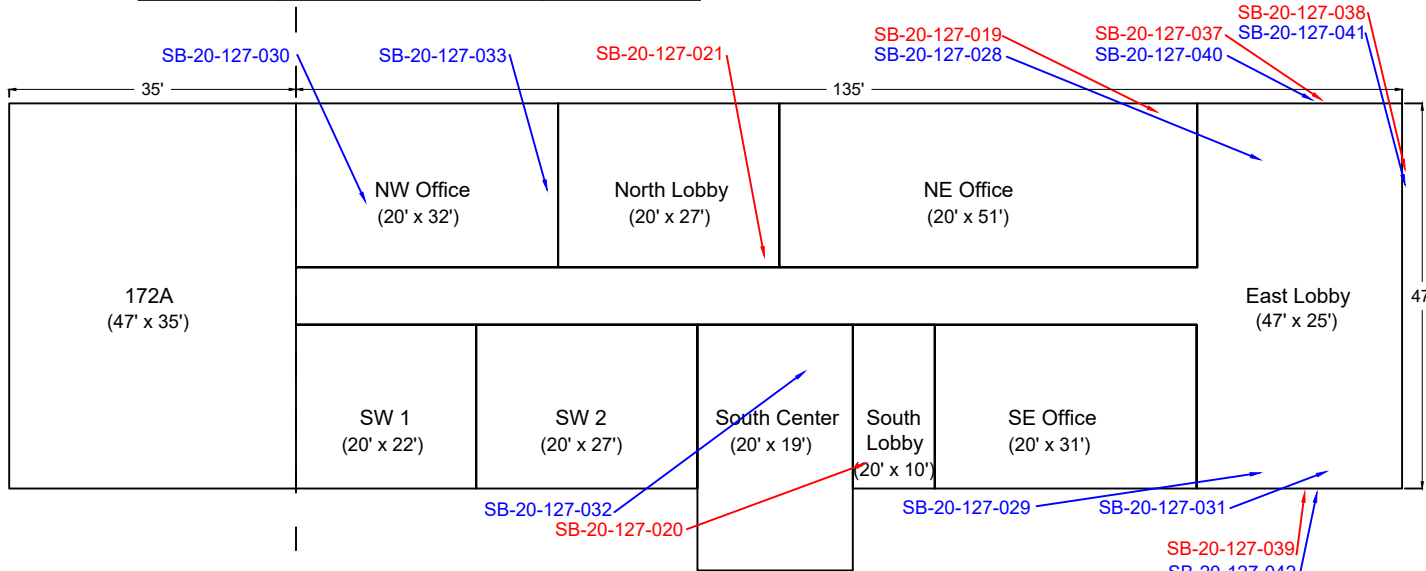 SB-20-127-038
SB-20-127-019
SB-20-127-037
SB-20-127-041
SB-20-127-030
SB-20-127-033
SB-20-127-021
SB-20-127-028
SB-20-127-040
35'
135'
NW Office
(20' x 32')
North Lobby
(20' x 27')
NE Office
(20' x 51')
172A
(47' x 35')
East Lobby
(47' x 25')
47
SW 1
(20' x 22')
SW 2
(20' x 27')
South Center
(20' x 19')
South
Lobby
(20' x 10')
SE Office
(20' x 31')
SB-20-127-032
SB-20-127-020
SB-20-127-029
SB-20-127-031
SB-20-127-039
SB-20-127-042